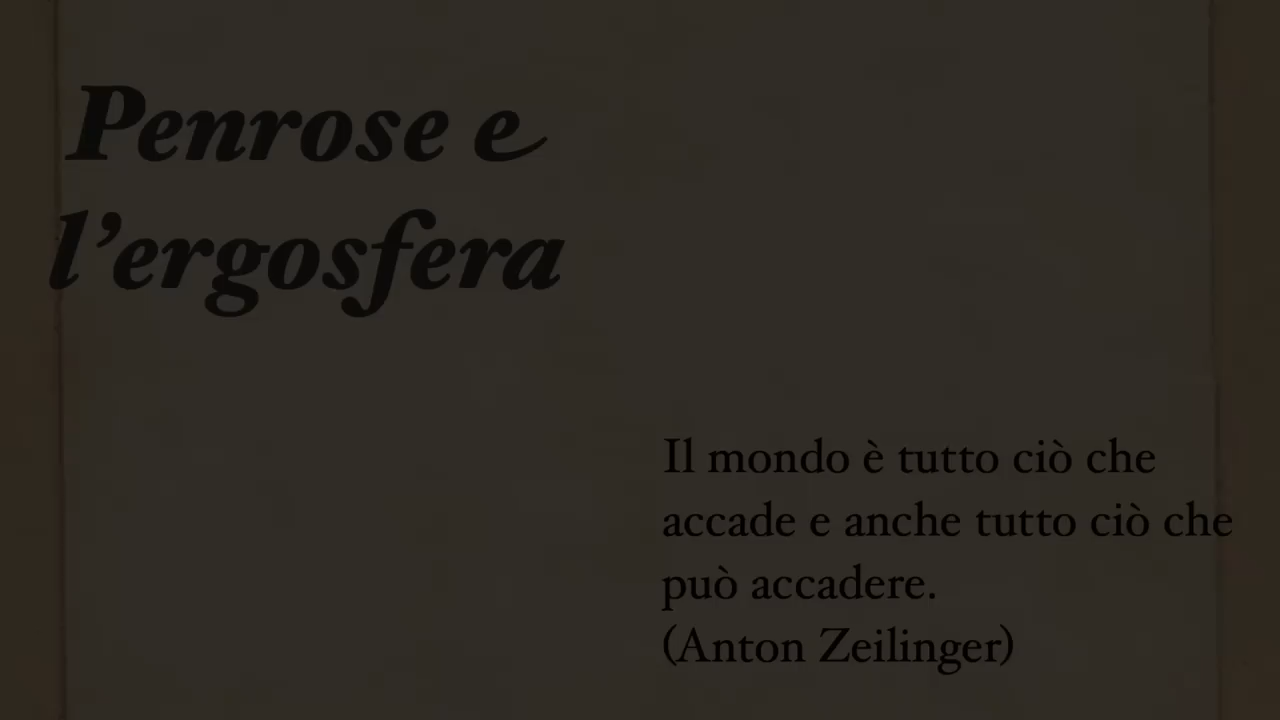 Penrose e
l’ergosfera
Il mondo è tutto ciò che
accade e anche tutto ciò che
può accadere.
(Anton Zeilinger)